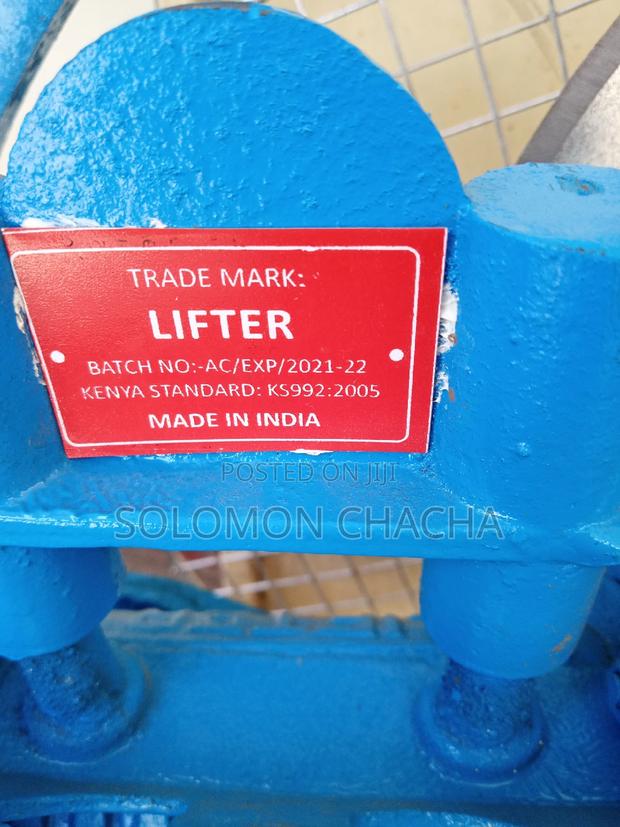 TRADE MARK:
LIFTER
BATCH NO:-AC/EXP/2021-22
KENYA STANDARD: KS992:2005
MADE IN INDIA
POSTED ON JIJI
SOLOMON CHACHA